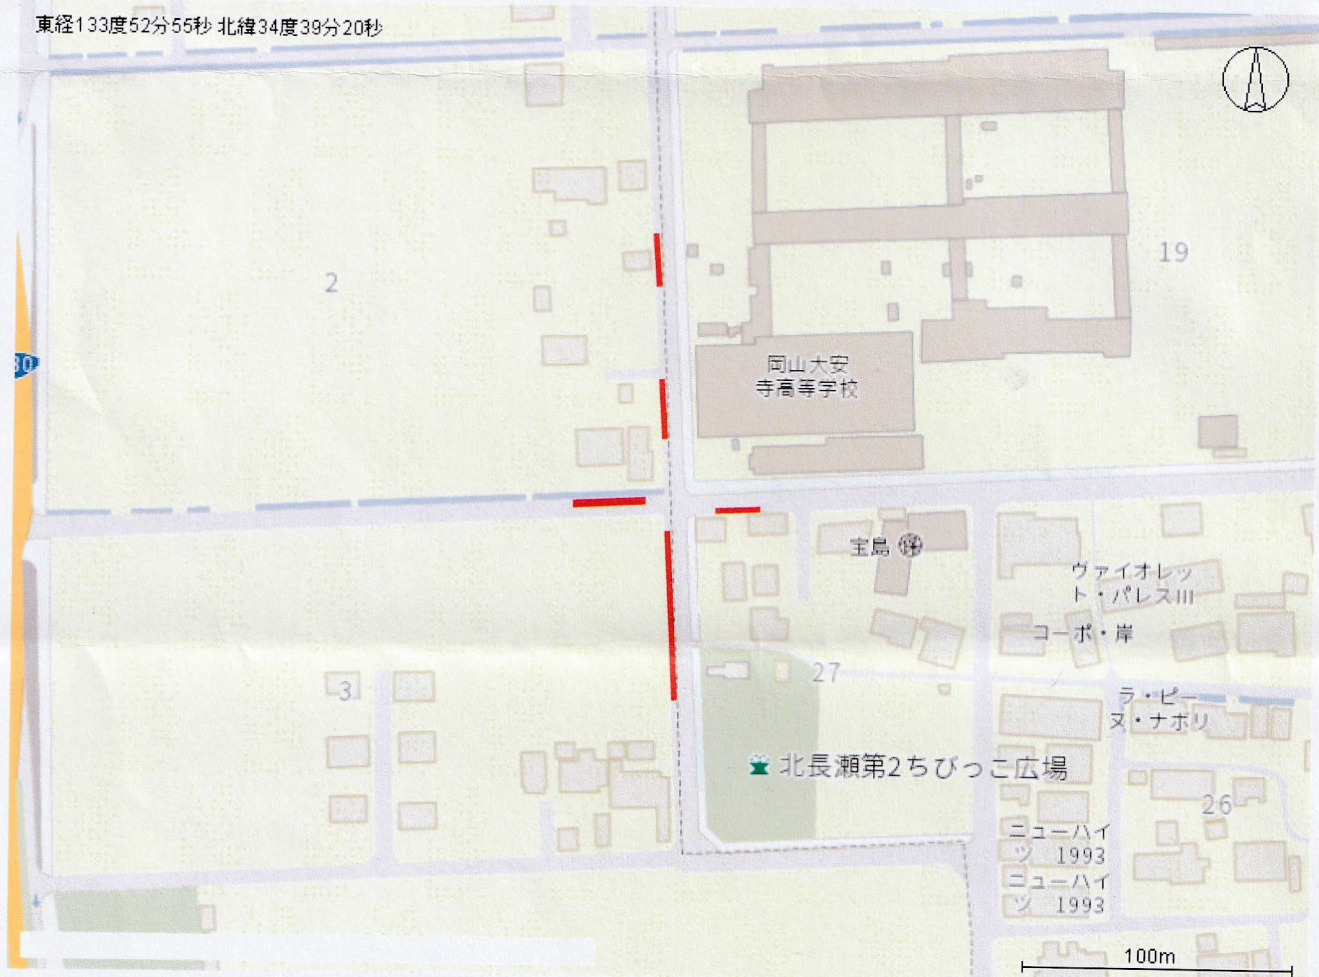 東経133度52分55秒 北緯34度39分20秒
19
2
岡山大安
寺高等学校
宝島
ヴァイオレッ
ト・パレスIII
コーポ・岸
27
3
ラ・ピー
ヌ・ナポリ
北長瀬第2ちびっこ広場
26
ニューハイ
ツ 1993
ニューハイ
ツ 1993
100m